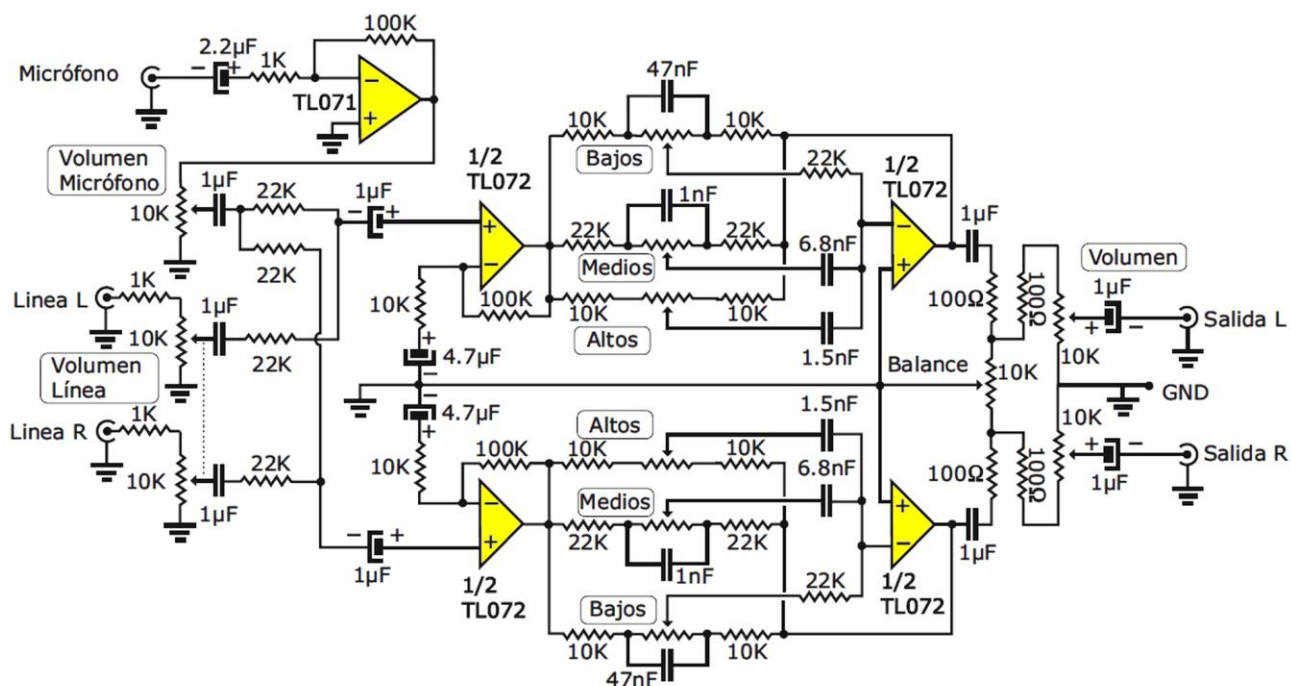 100K
2.2µF
1K
Micrófono
TL071
Volumen
Micrófono
1µF
22K
10K
22K
1µF
1/2
TL072
47nF
10K
10K
Bajos
22K
1nF
22K
22K
Medios
6.8nF
10K
10K
Altos
1.5nF
10K
100K
4.7µF
1/2
TL072
1µF
100Ω
100Ω
Volumen
1µF
Salida L
10K
1K
Linea L
1µF
10K
22K
Volumen
Línea
Balance
10K
GND
1K
Linea R
10K
22K
1µF
4.7µF
10K
100K
1µF
1/2
TL072
Altos
10K
10K
1.5nF
6.8nF
Medios
22K
22K
1nF
22K
Bajos
10K
10K
47nF
1/2
TL072
1µF
100Ω
100Ω
10K
1µF
Salida R
+
-
+
-
+
-
+
-
+
-
+
-
+
-
+
-
+
-
+
-
+
-
+
-